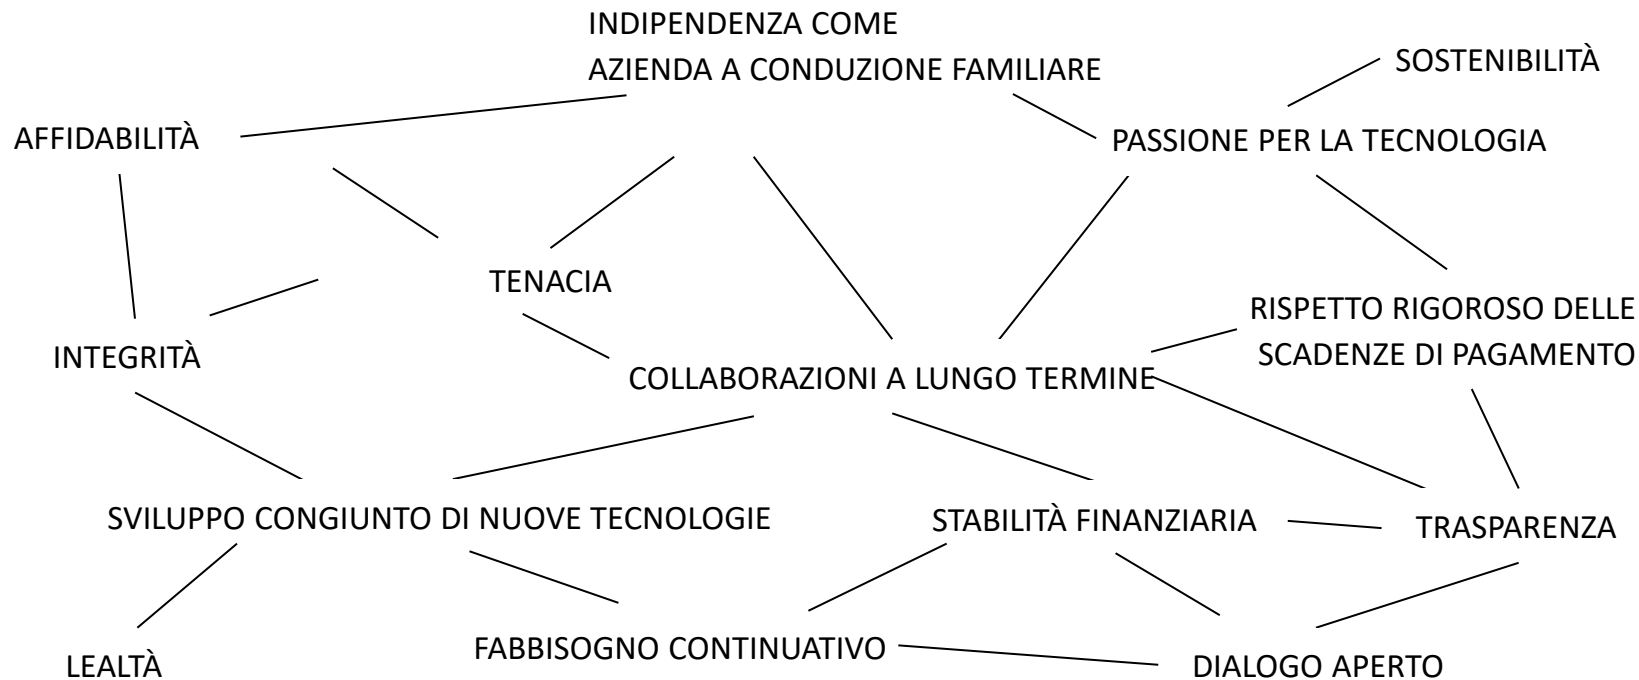 INDIPENDENZA COME
AZIENDA A CONDUZIONE FAMILIARE
SOSTENIBILITÀ
AFFIDABILITÀ
PASSIONE PER LA TECNOLOGIA
TENACIA
RISPETTO RIGOROSO DELLE
SCADENZE DI PAGAMENTO
INTEGRITÀ
COLLABORAZIONI A LUNGO TERMINE
SVILUPPO CONGIUNTO DI NUOVE TECNOLOGIE
STABILITÀ FINANZIARIA
TRASPARENZA
FABBISOGNO CONTINUATIVO
LEALTÀ
DIALOGO APERTO